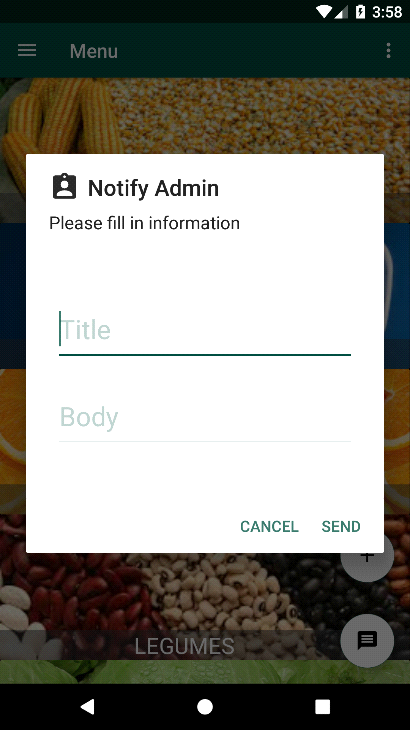 3:58
Menu
Notify Admin
Please fill in information
Title
Body
CANCEL SEND
LEGUMES